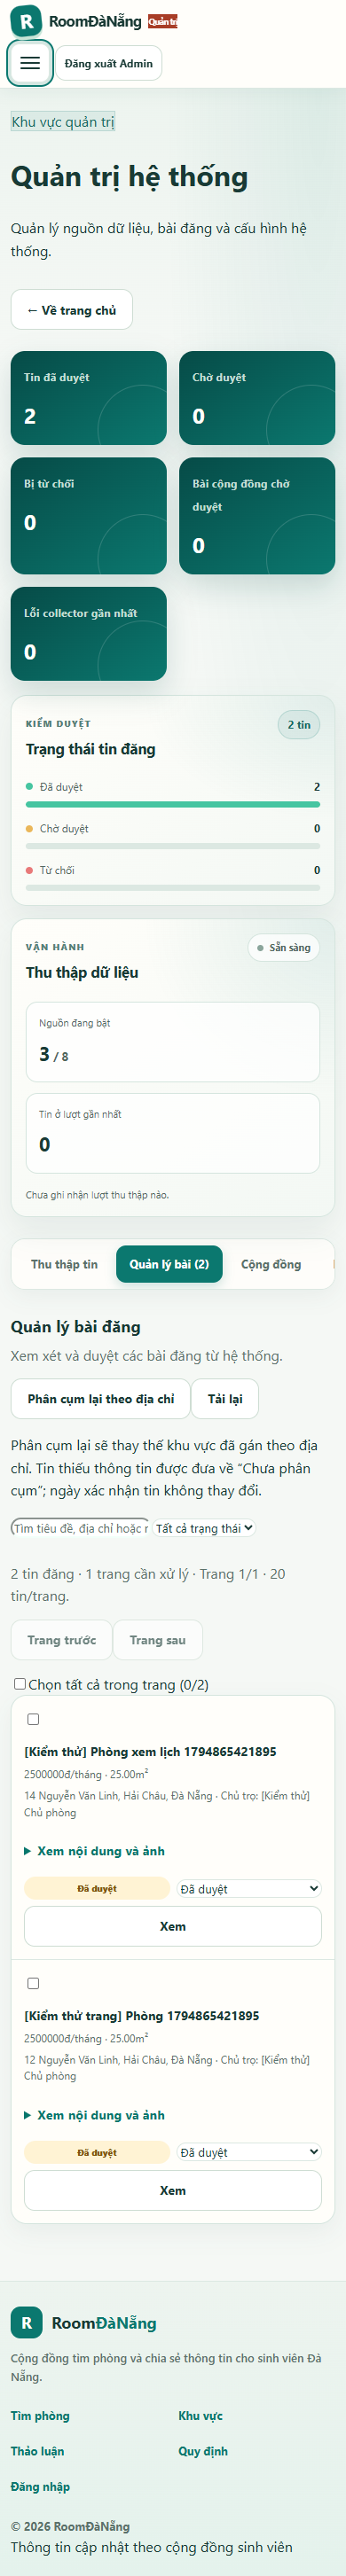 R RoomĐàNẵng Quản trị
Đăng xuất Admin
Khu vực quản trị
Quản trị hệ thống
Quản lý nguồn dữ liệu, bài đăng và cấu hình hệ
thống.
← Về trang chủ
Tin đã duyệt
2
Chờ duyệt
0
Bị từ chối
0
Bài cộng đồng chờ
duyệt
0
Lỗi collector gần nhất
0
KIỂM DUYỆT
2 tin
Trạng thái tin đăng
Đã duyệt 2
Chờ duyệt 0
Từ chối 0
VẬN HÀNH
Sẵn sàng
Thu thập dữ liệu
Nguồn đang bật
3 / 8
Tin ở lượt gần nhất
0
Chưa ghi nhận lượt thu thập nào.
Thu thập tin Quản lý bài (2) Cộng đồng
Quản lý bài đăng
Xem xét và duyệt các bài đăng từ hệ thống.
Phân cụm lại theo địa chỉ Tải lại
Phân cụm lại sẽ thay thế khu vực đã gán theo địa
chỉ. Tin thiếu thông tin được đưa về “Chưa phân
cụm”; ngày xác nhận tin không thay đổi.
Tìm tiêu đề, địa chỉ hoặc Tất cả trạng thái
2 tin đăng · 1 trang cần xử lý · Trang 1/1 · 20
tin/trang.
Trang trước Trang sau
Chọn tất cả trong trang (0/2)
[Kiểm thử] Phòng xem lịch 1794865421895
2500000đ/tháng · 25.00m²
14 Nguyễn Văn Linh, Hải Châu, Đà Nẵng · Chủ trọ: [Kiểm thử]
Chủ phòng
▶ Xem nội dung và ảnh
Đã duyệt Đã duyệt
Xem
[Kiểm thử trang] Phòng 1794865421895
2500000đ/tháng · 25.00m²
12 Nguyễn Văn Linh, Hải Châu, Đà Nẵng · Chủ trọ: [Kiểm thử]
Chủ phòng
▶ Xem nội dung và ảnh
Đã duyệt Đã duyệt
Xem
R RoomĐàNẵng
Cộng đồng tìm phòng và chia sẻ thông tin cho sinh viên Đà
Nẵng.
Tìm phòng Khu vực
Thảo luận Quy định
Đăng nhập
© 2026 RoomĐàNẵng
Thông tin cập nhật theo cộng đồng sinh viên